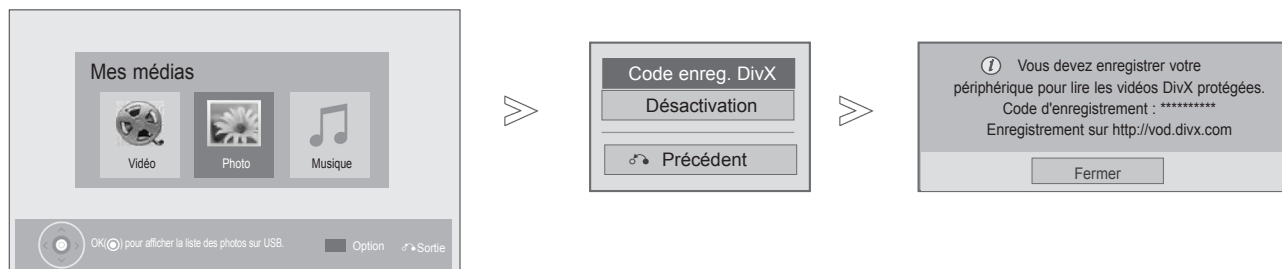 Mes médias
Vidéo
Photo
Musique
OK(◉) pour afficher la liste des photos sur USB.
Option
Sortie
Code enreg. DivX
Désactivation
Précédent
Vous devez enregistrer votre
périphérique pour lire les vidéos DivX protégées.
Code d'enregistrement : **********
Enregistrement sur http://vod.divx.com
Fermer